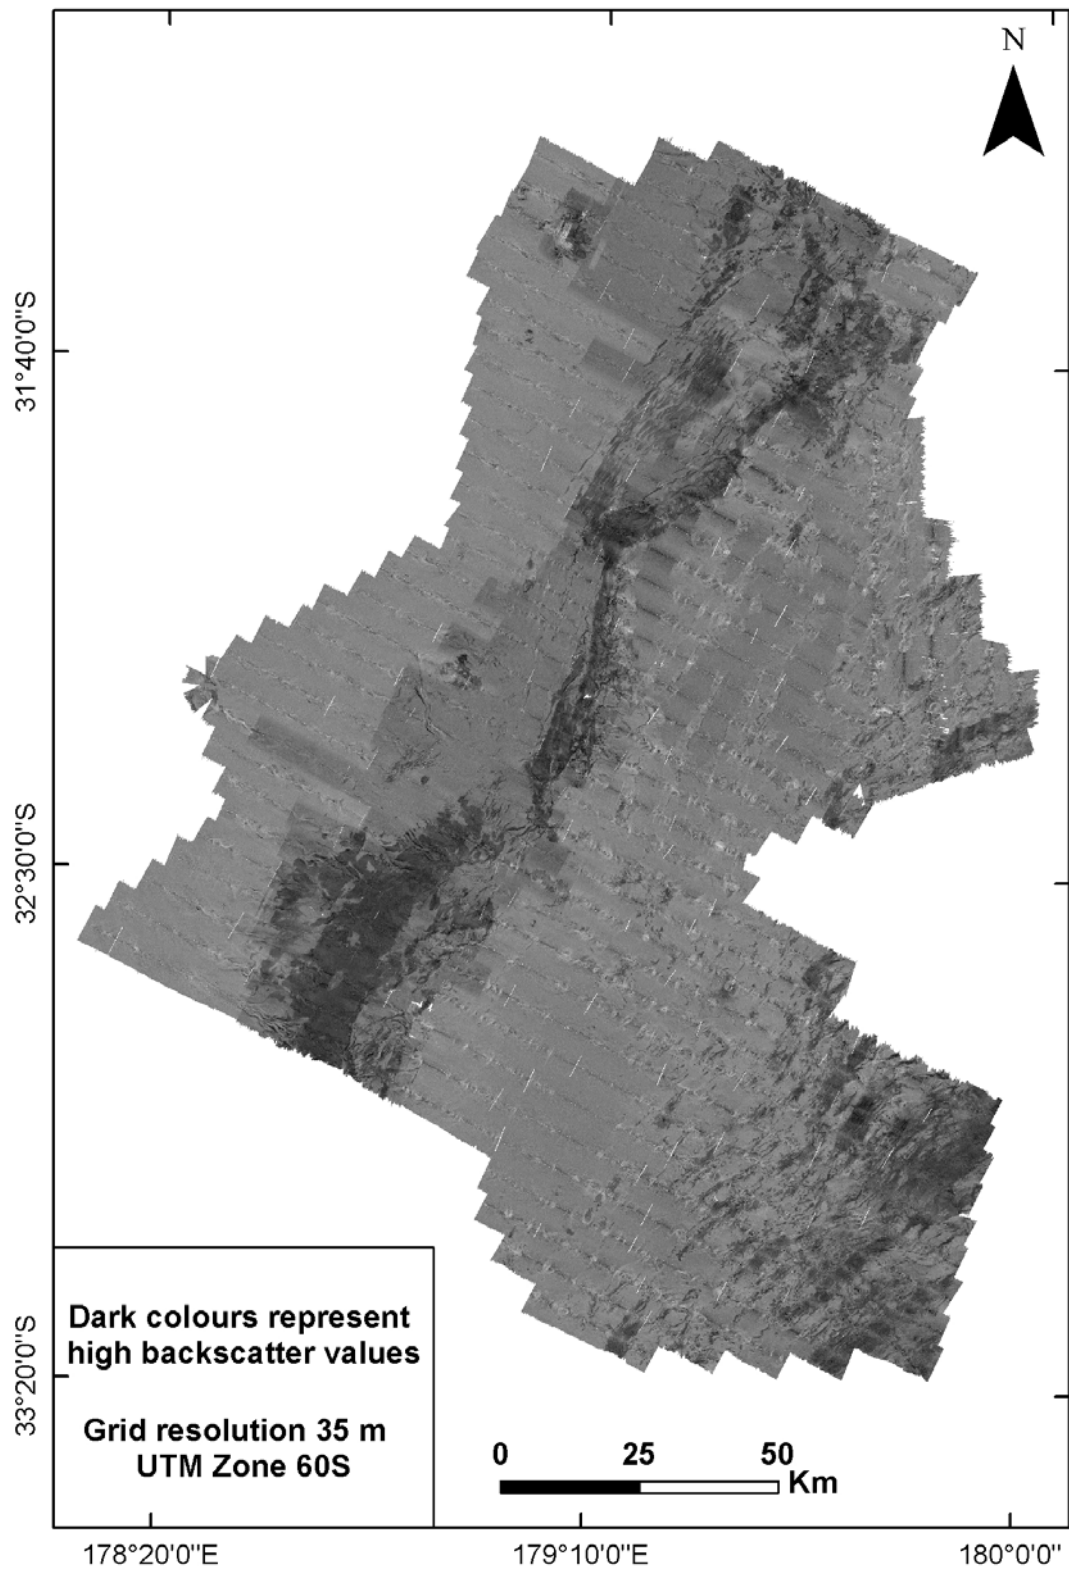 N
31°40'0"S
32°30'0"S
33°20'0"S
Dark colours represent
high backscatter values
Grid resolution 35 m
UTM Zone 60S
0 25 50
Km
178°20'0"E 179°10'0"E 180°0'0"